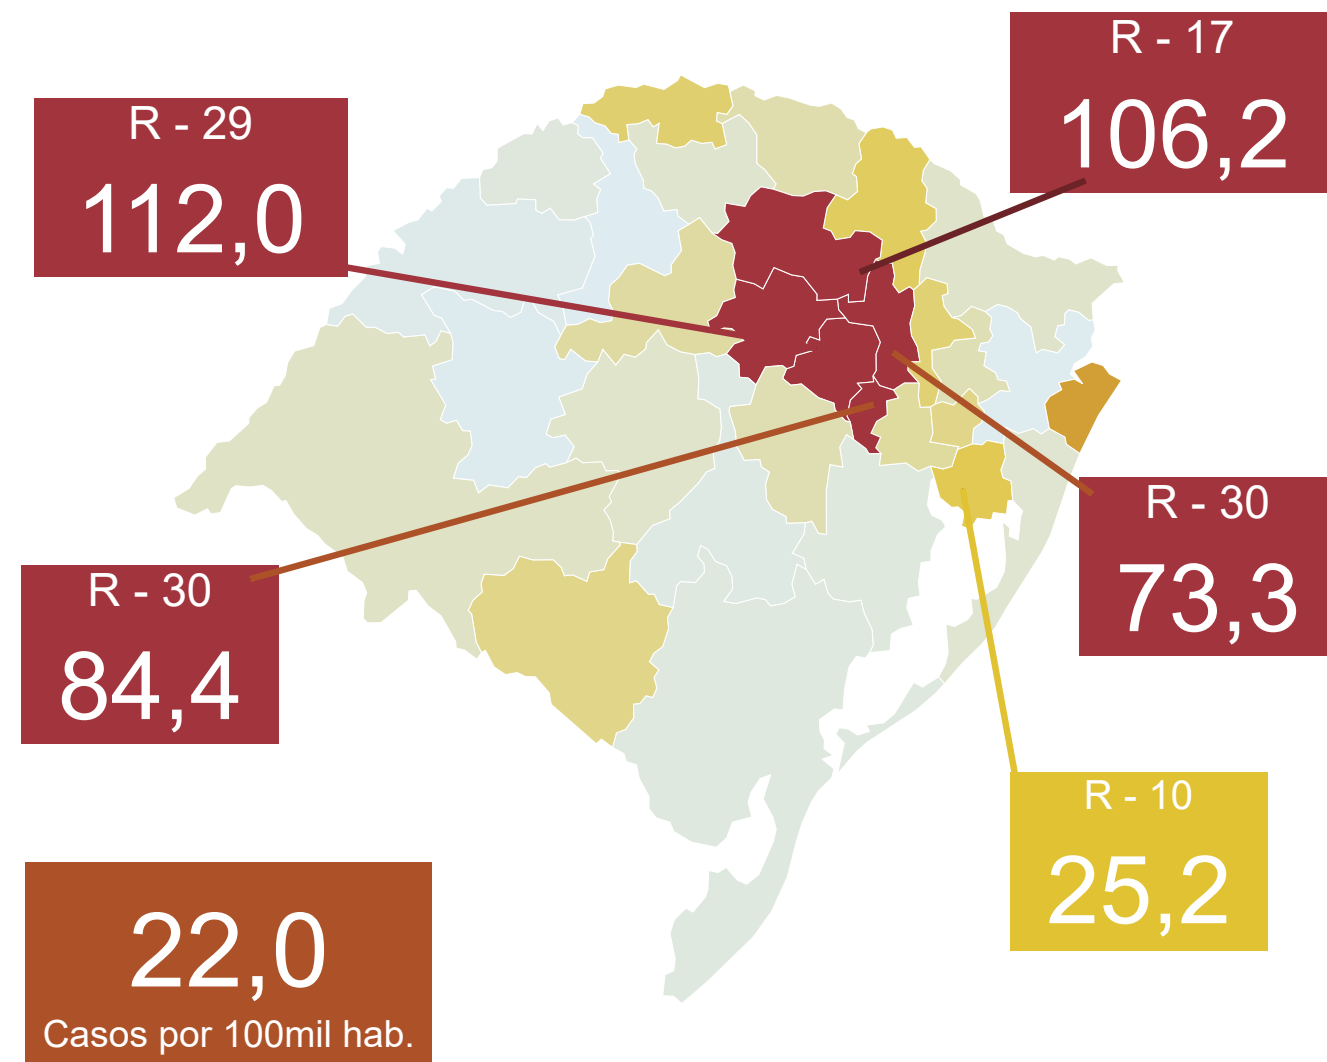 R - 17
106,2
R - 29
112,0
R - 30
73,3
R - 30
84,4
R - 10
25,2
22,0
Casos por 100mil hab.